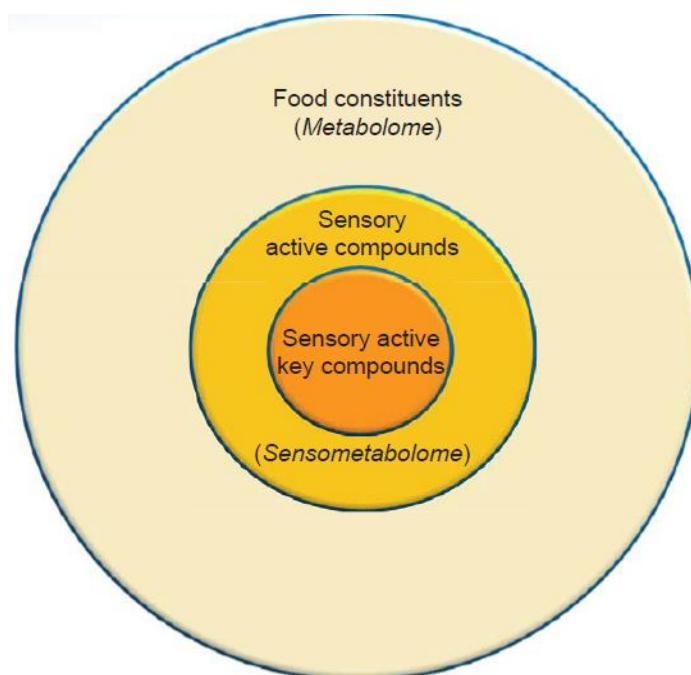 Food constituents
(Metabolome)
Sensory
active compounds
Sensory active
key compounds
(Sensometabolome)